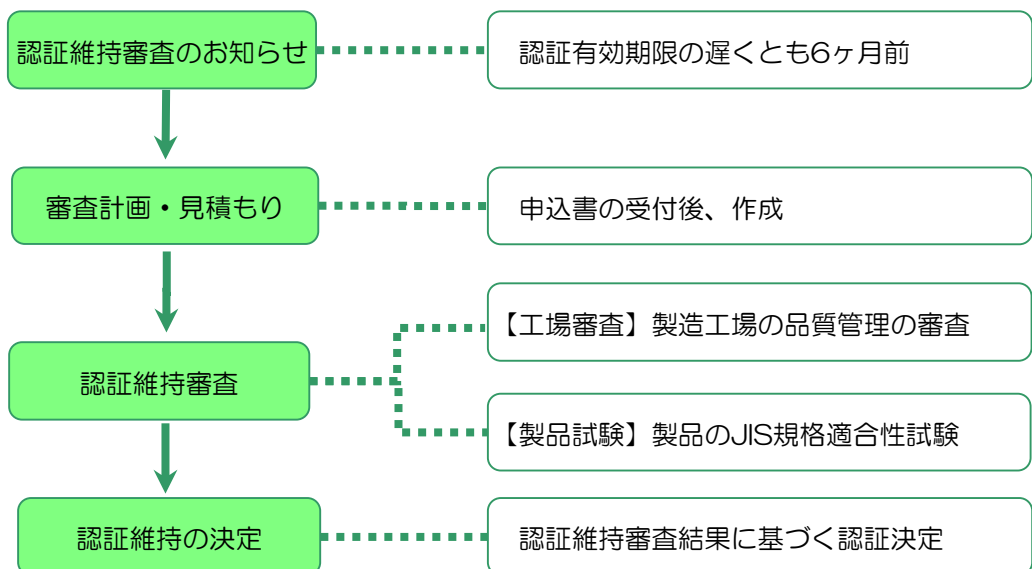 認証維持審査のお知らせ
認証有効期限の遅くとも6ヶ月前
審査計画・見積もり
申込書の受付後、作成
認証維持審査
【工場審査】製造工場の品質管理の審査
【製品試験】製品のJIS規格適合性試験
認証維持の決定
認証維持審査結果に基づく認証決定